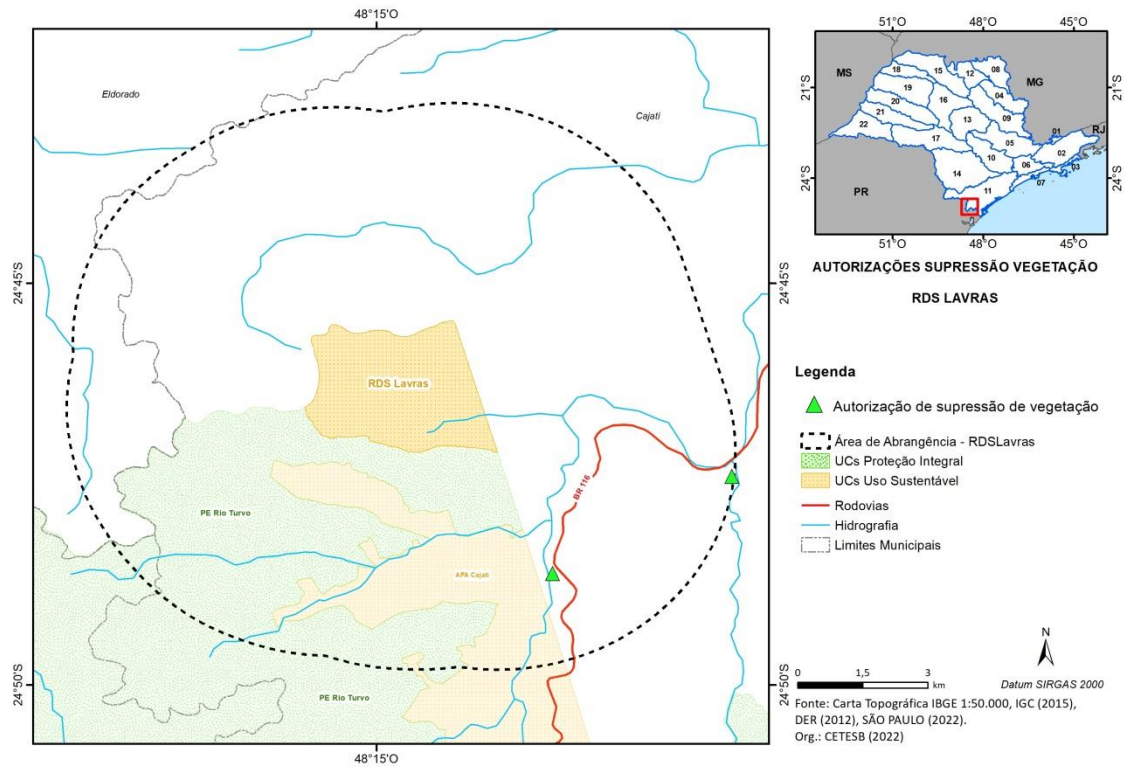 48°15'O
Eldorado
Cajati
24°45'S
24°45'S
RDS Lavras
PE Rio Turvo
BR 116
APA Cajati
PE Rio Turvo
24°50'S
24°50'S
48°15'O
51°O
48°O
45°O
MS
MG
RJ
PR
21°S
21°S
24°S
24°S
18
15
12
08
19
16
04
20
21
13
09
22
17
05
01
10
06
02
03
14
11
07
51°O
48°O
45°O
AUTORIZAÇÕES SUPRESSÃO VEGETAÇÃO
RDS LAVRAS
Legenda
Autorização de supressão de vegetação
Área de Abrangência - RDSLavras
UCs Proteção Integral
UCs Uso Sustentável
Rodovias
Hidrografia
Limites Municipais
N
0 1,5 3
km
Datum SIRGAS 2000
Fonte: Carta Topográfica IBGE 1:50.000, IGC (2015),
DER (2012), SÃO PAULO (2022).
Org.: CETESB (2022)